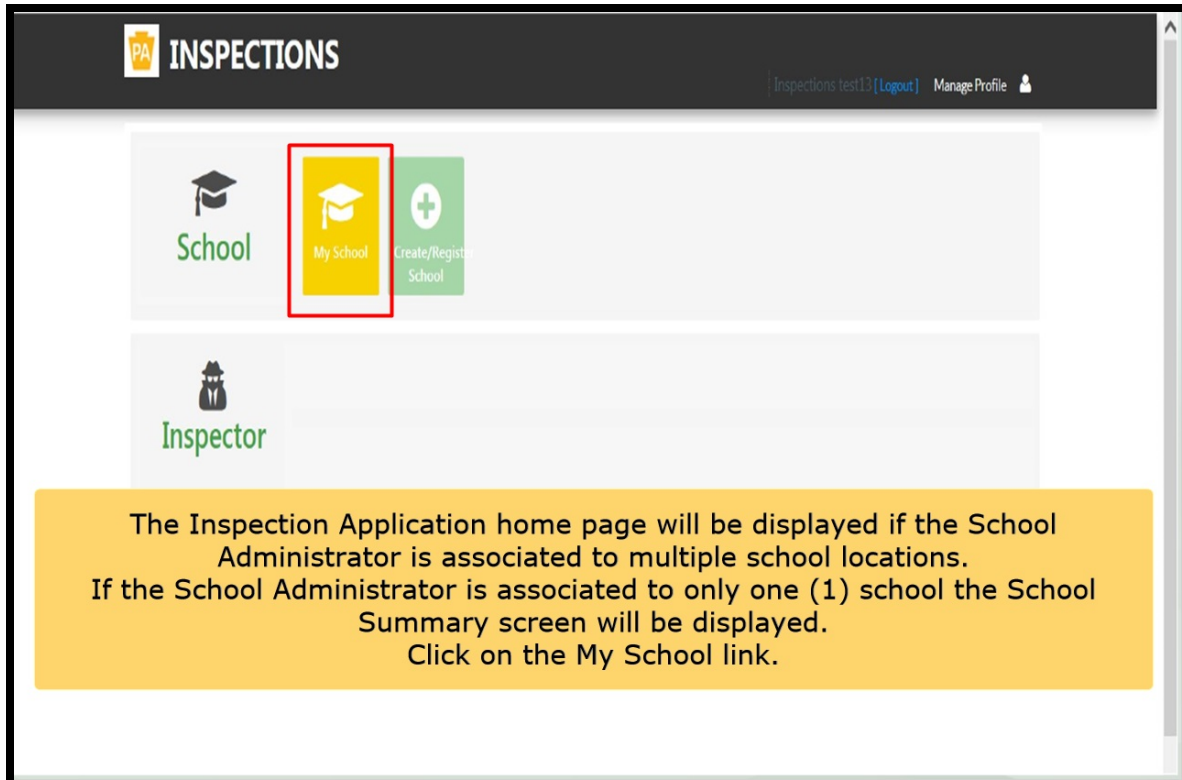 PA INSPECTIONS
Inspections test13 [Logout] Manage Profile
School
My School
Create/Regist
School
Inspector
The Inspection Application home page will be displayed if the School
Administrator is associated to multiple school locations.
If the School Administrator is associated to only one (1) school the School
Summary screen will be displayed.
Click on the My School link.